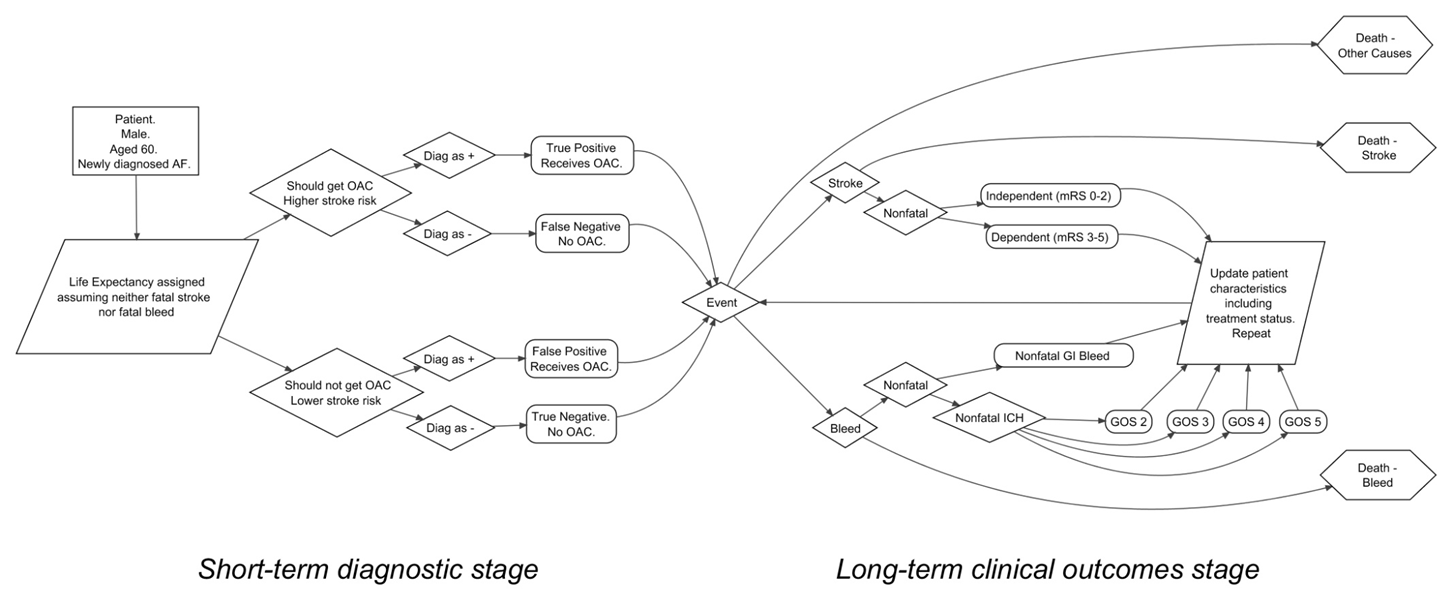 Patient.
Male.
Aged 60.
Newly diagnosed AF.
Life Expectancy assigned
assuming neither fatal stroke
nor fatal bleed
Should get OAC
Higher stroke risk
Diag as +
True Positive
Receives OAC.
Diag as -
False Negative
No OAC.
Should not get OAC
Lower stroke risk
Diag as +
False Positive
Receives OAC.
Diag as -
True Negative.
No OAC.
Event
Death -
Other Causes
Stroke
Death -
Stroke
Nonfatal
Independent (mRS 0-2)
Dependent (mRS 3-5)
Update patient
characteristics
including
treatment status.
Repeat
Bleed
Nonfatal
Nonfatal GI Bleed
Nonfatal ICH
GOS 2
GOS 3
GOS 4
GOS 5
Death -
Bleed
Short-term diagnostic stage
Long-term clinical outcomes stage